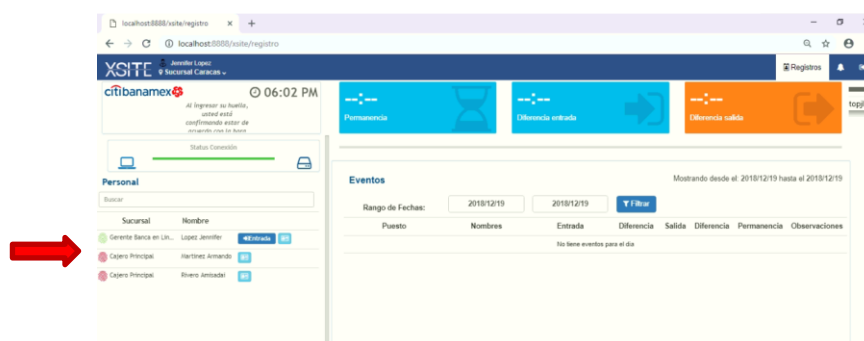 localhost:8888/xsite/registro
localhost:8888/xsite/registro
XSITE Jennifer Lopez
Sucursal Caracas
Registros
citibanamex 06:02 PM
Al ingresar su huella,
usted está
confirmando estar de
acuerdo con la hora
--:--
Permanencia
--:--
Diferencia entrada
--:--
Diferencia salida
Status Conexión
Personal
Buscar
Sucursal Nombre
Gerente Banca en Lin... Lopez Jennifer Entrada
Cajero Principal Martinez Armando
Cajero Principal Rivero
Eventos
Mostrando desde el: 2018/12/19 hasta el 2018/12/19
Rango de Fechas: 2018/12/19 2018/12/19 Filtrar
Puesto Nombres Entrada Diferencia Salida Diferencia Permanencia Observaciones
No tiene eventos para el dia